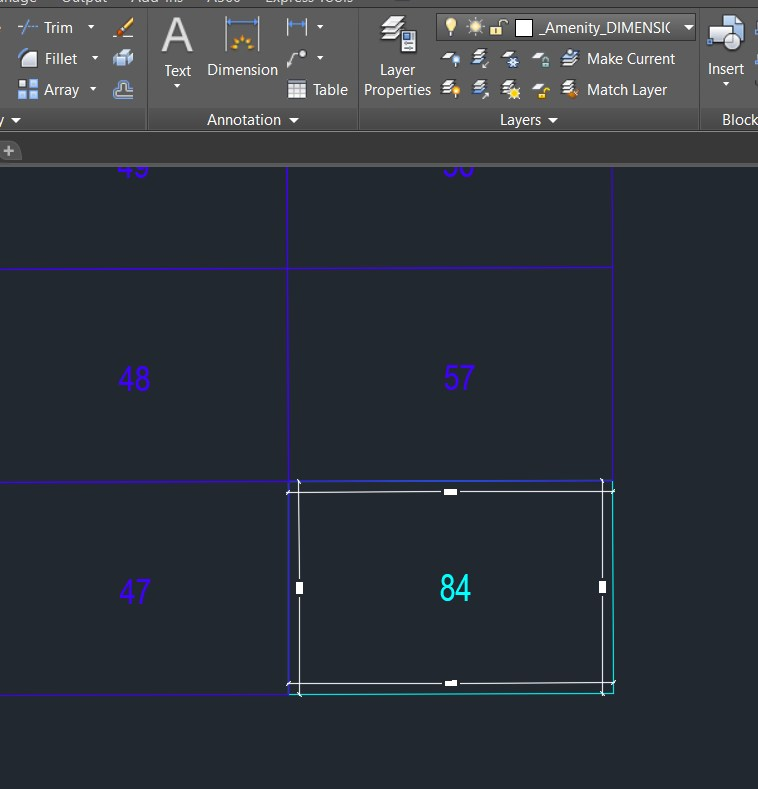 Trim
Fillet
Array
Text
Dimension
Table
Annotation
Layer
Properties
_Amenity_DIMENSI
Make Current
Match Layer
Layers
Insert
Block
48
57
47
84